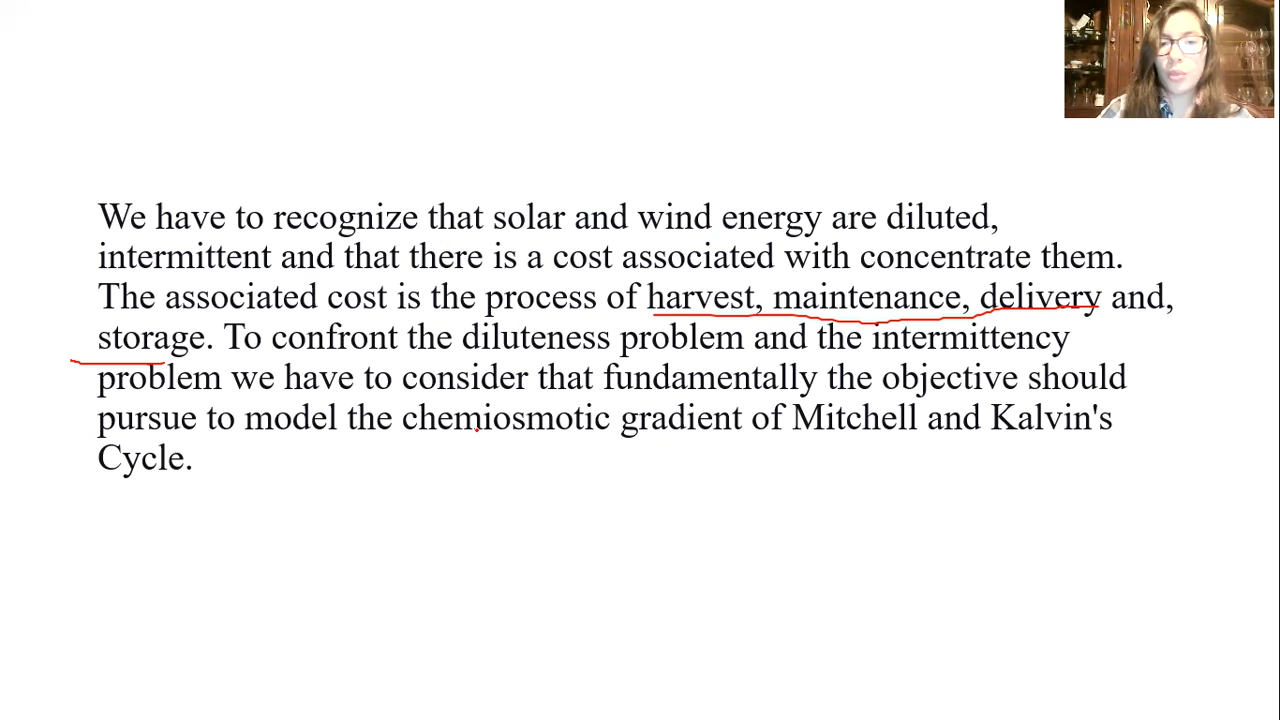 We have to recognize that solar and wind energy are diluted,
intermittent and that there is a cost associated with concentrate them.
The associated cost is the process of harvest, maintenance, delivery and,
storage. To confront the diluteness problem and the intermittency
problem we have to consider that fundamentally the objective should
pursue to model the chemiosmotic gradient of Mitchell and Kalvin's
Cycle.